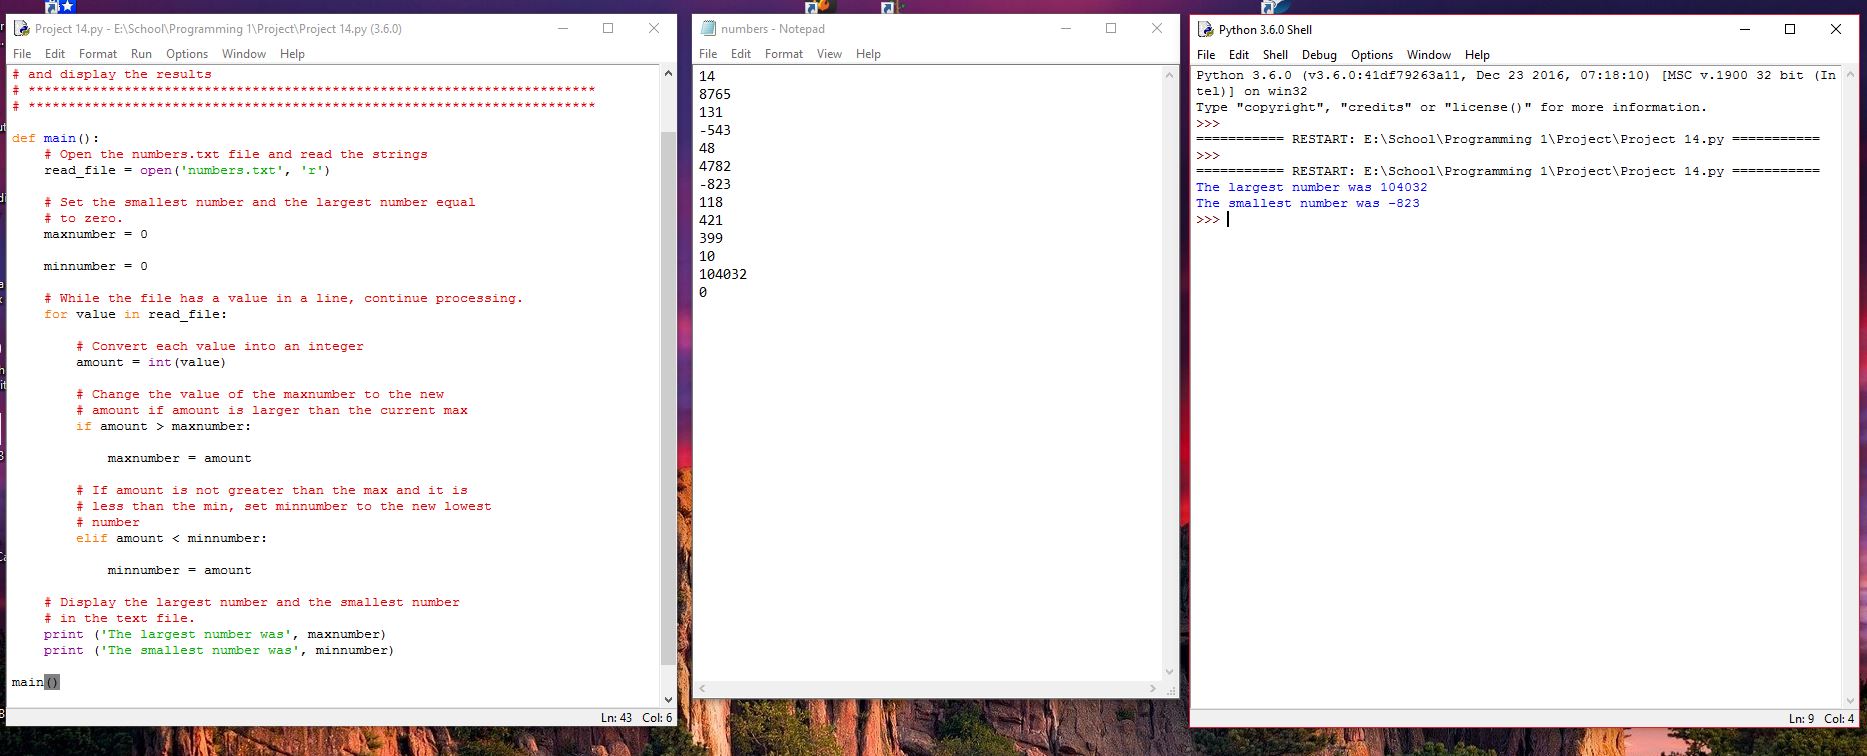 Project 14.py - E:\School\Programming 1\Project\Project 14.py (3.6.0)
File Edit Format Run Options Window Help
# and display the results
# ***********************************************************************
# ***********************************************************************
def main():
# Open the numbers.txt file and read the strings
read_file = open('numbers.txt', 'r')
# Set the smallest number and the largest number equal
# to zero.
maxnumber = 0
minnumber = 0
# While the file has a value in a line, continue processing.
for value in read_file:
# Convert each value into an integer
amount = int(value)
# Change the value of the maxnumber to the new
# amount if amount is larger than the current max
if amount > maxnumber:
maxnumber = amount
# If amount is not greater than the max and it is
# less than the min, set minnumber to the new lowest
# number
elif amount < minnumber:
minnumber = amount
# Display the largest number and the smallest number
# in the text file.
print ('The largest number was', maxnumber)
print ('The smallest number was', minnumber)
main()
Ln: 43 Col: 6
numbers - Notepad
File Edit Format View Help
14
8765
131
-543
48
4782
-823
118
421
399
10
104032
0
Python 3.6.0 Shell
File Edit Shell Debug Options Window Help
Python 3.6.0 (v3.6.0:41df79263a11, Dec 23 2016, 07:18:10) [MSC v.1900 32 bit (In
tel)] on win32
Type "copyright", "credits" or "license()" for more information.
>>>
=========== RESTART: E:\School\Programming 1\Project\Project 14.py ===========
>>>
=========== RESTART: E:\School\Programming 1\Project\Project 14.py ===========
The largest number was 104032
The smallest number was -823
>>>
Ln: 9 Col: 4